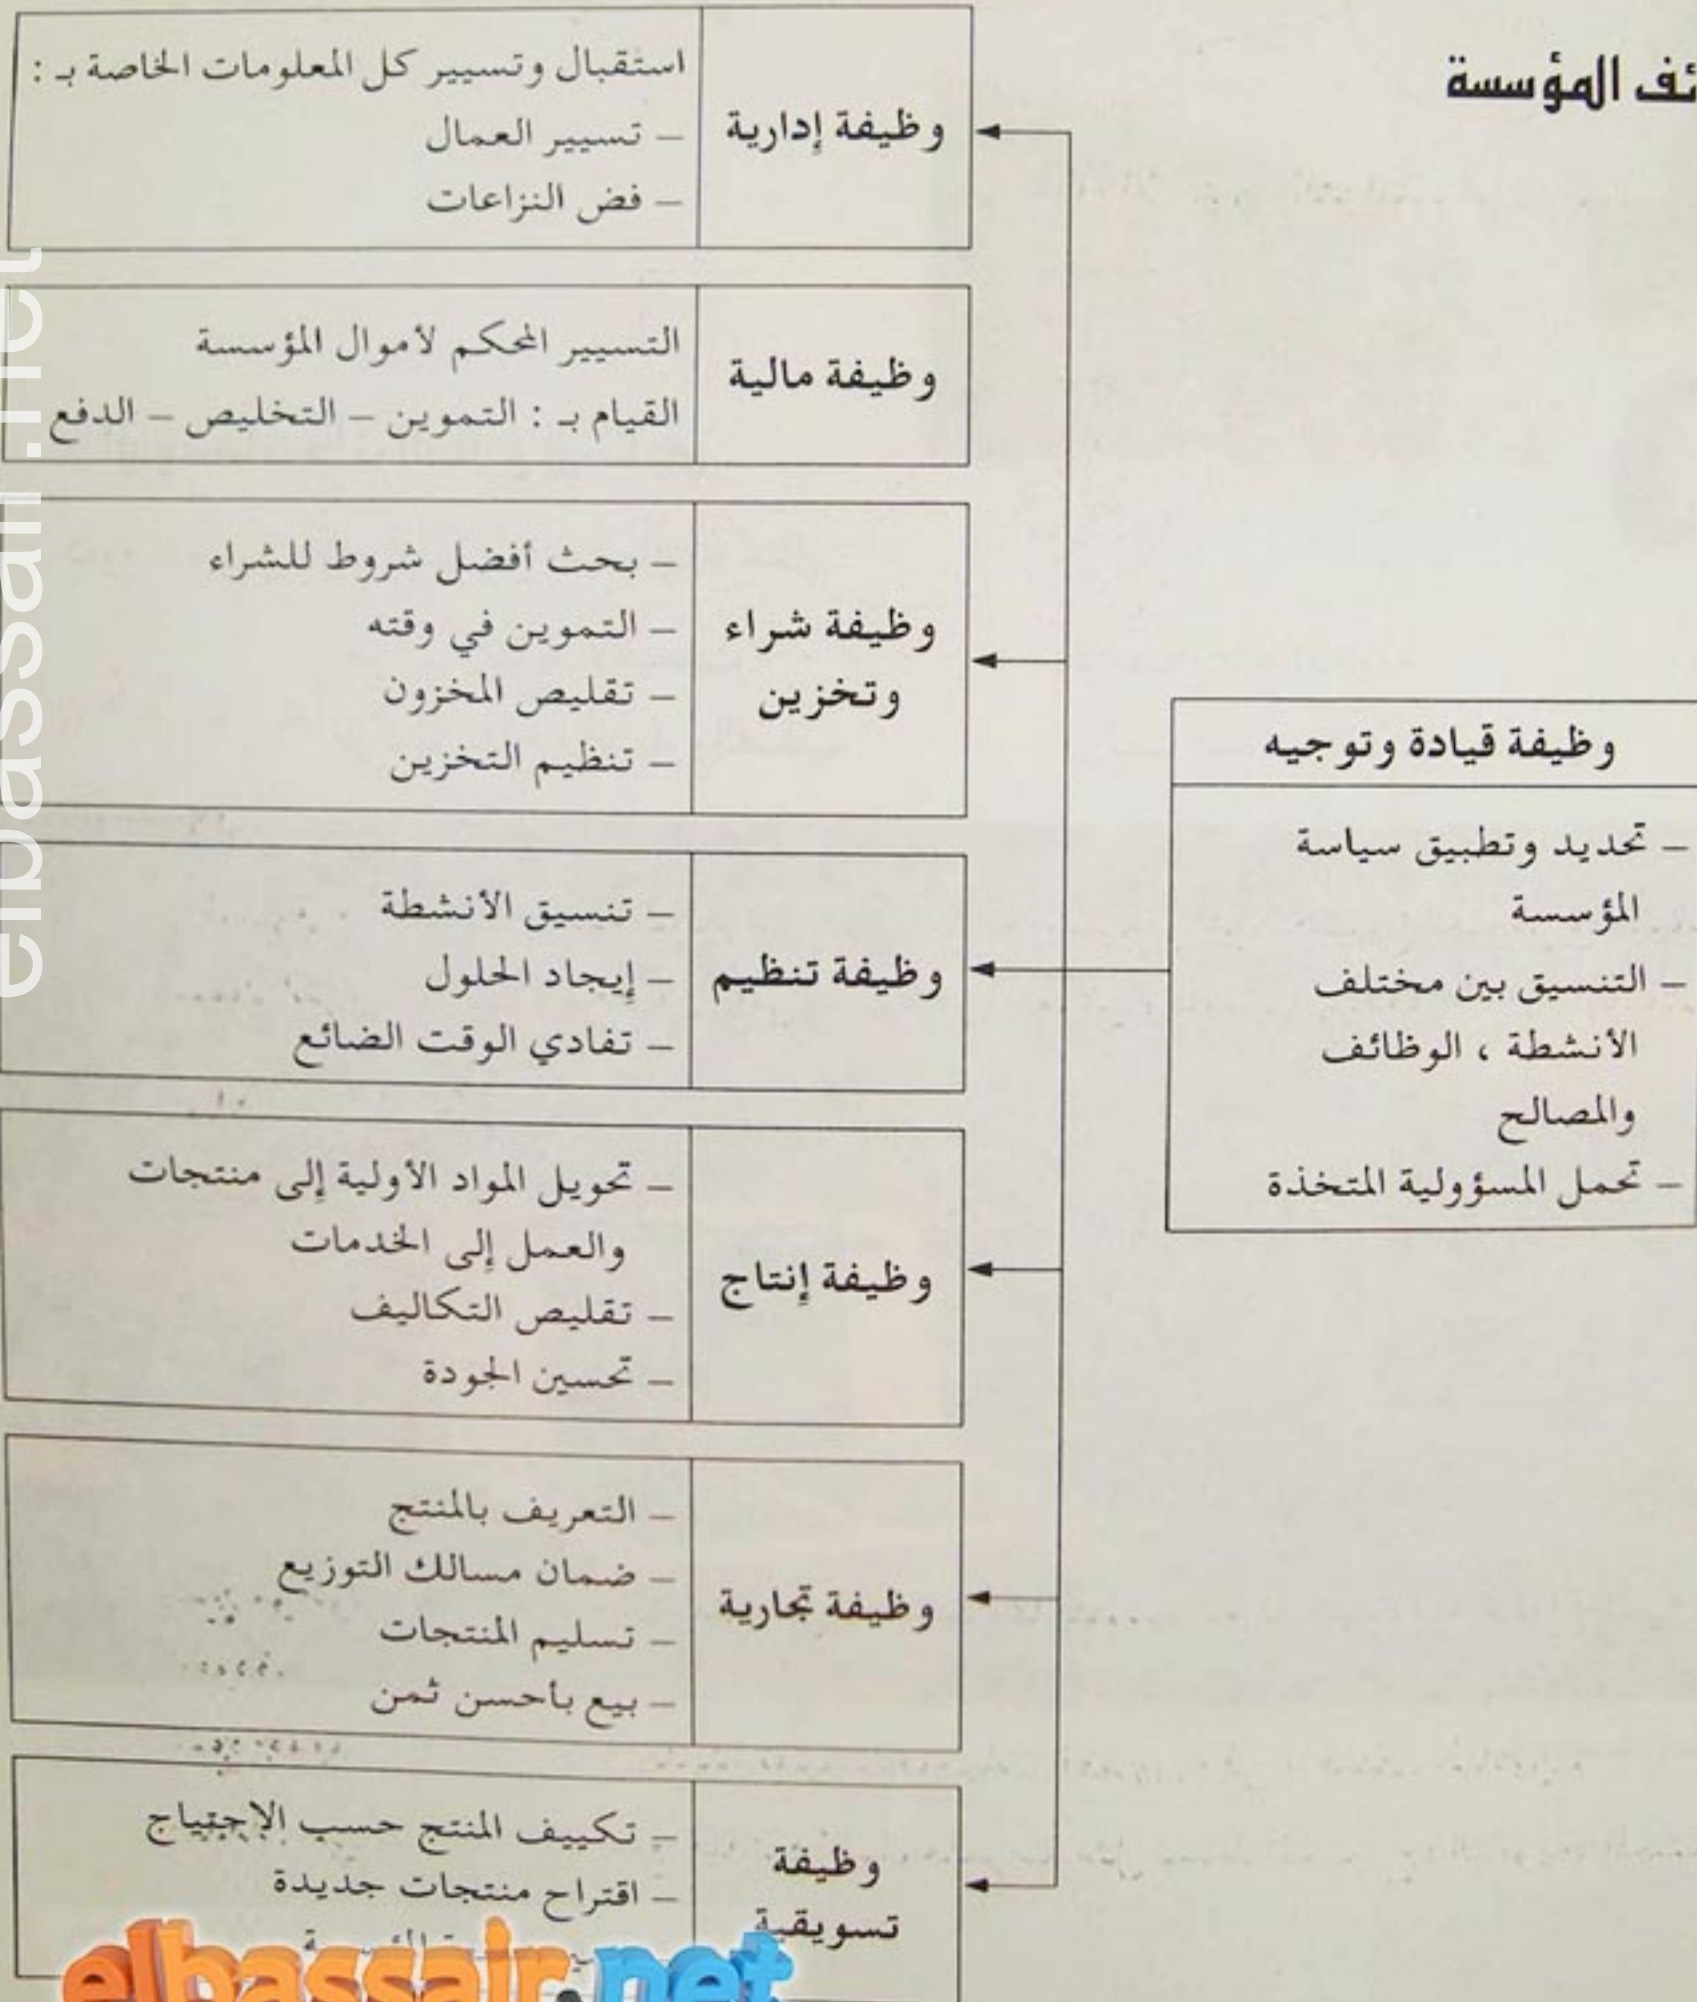 المؤسسة
وظيفة إدارية
استقبال وتسيير كل المعلومات الخاصة بـ :
– تسيير العمال
– فض النزاعات
وظيفة مالية
التسيير المحكم لأموال المؤسسة
القيام بـ : التموين – التخليص – الدفع
وظيفة شراء
وتخزين
– بحث أفضل شروط للشراء
– التموين في وقته
– تقليص المخزون
– تنظيم التخزين
وظيفة قيادة وتوجيه
– تحديد وتطبيق سياسة
المؤسسة
– التنسيق بين مختلف
الأنشطة ، الوظائف
والمصالح
– تحمل المسؤولية المتخذة
وظيفة تنظيم
– تنسيق الأنشطة
– إيجاد الحلول
– تفادي الوقت الضائع
وظيفة إنتاج
– تحويل المواد الأولية إلى منتجات
والعمل إلى الخدمات
– تقليص التكاليف
– تحسين الجودة
وظيفة تجارية
– التعريف بالمنتج
– ضمان مسالك التوزيع
– تسليم المنتجات
– بيع بأحسن ثمن
وظيفة
تسويقية
– تكييف المنتج حسب الإحتياج
– اقتراح منتجات جديدة
elbassair.net
elbassair.net